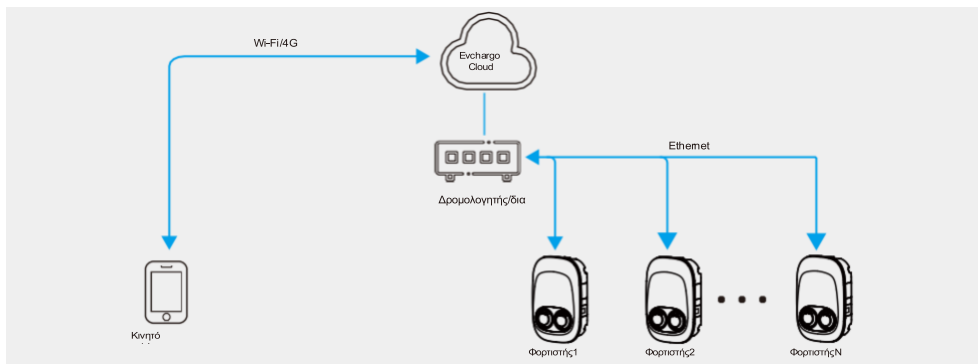 Wi-Fi/4G
Evchargo
Cloud
Ethernet
Δρομολογητής/δια
Κινητό
Φορτιστής1
Φορτιστής2
ΦορτιστήςN